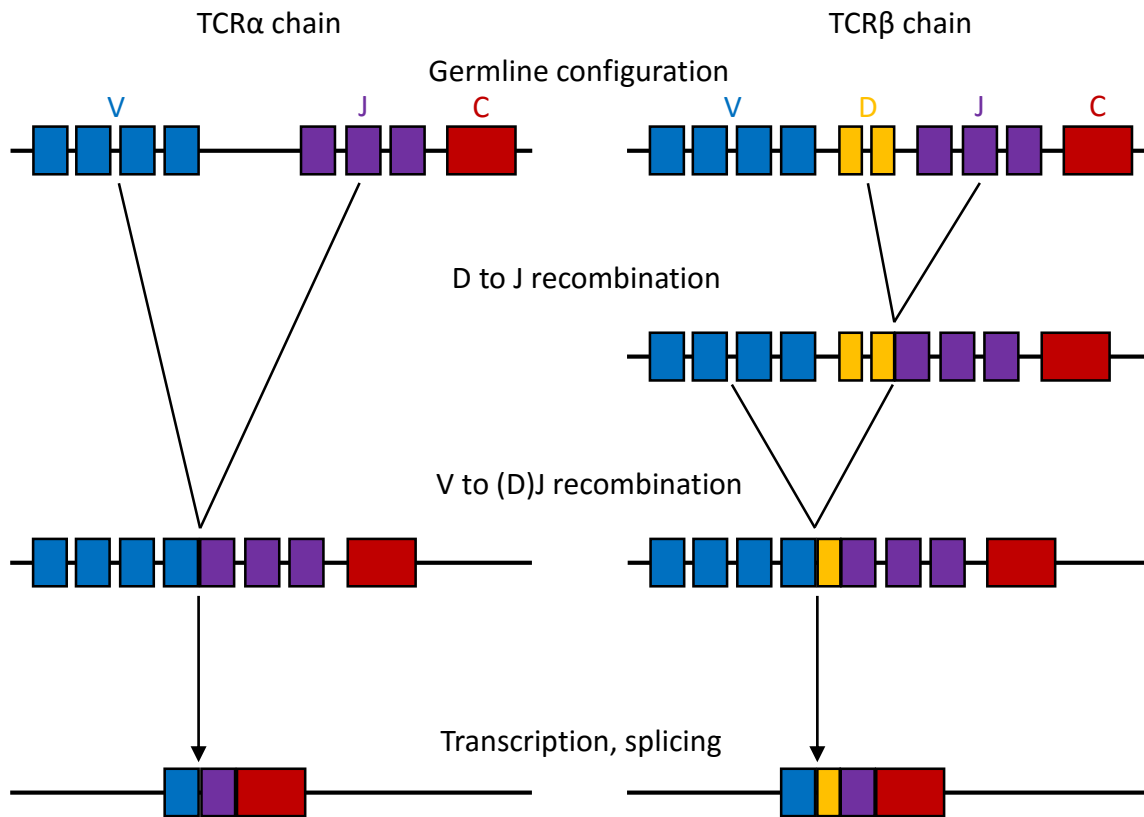 TCRα chain
TCRβ chain
Germline configuration
V
J
C
V
D
J
C
D to J recombination
V to (D)J recombination
Transcription, splicing